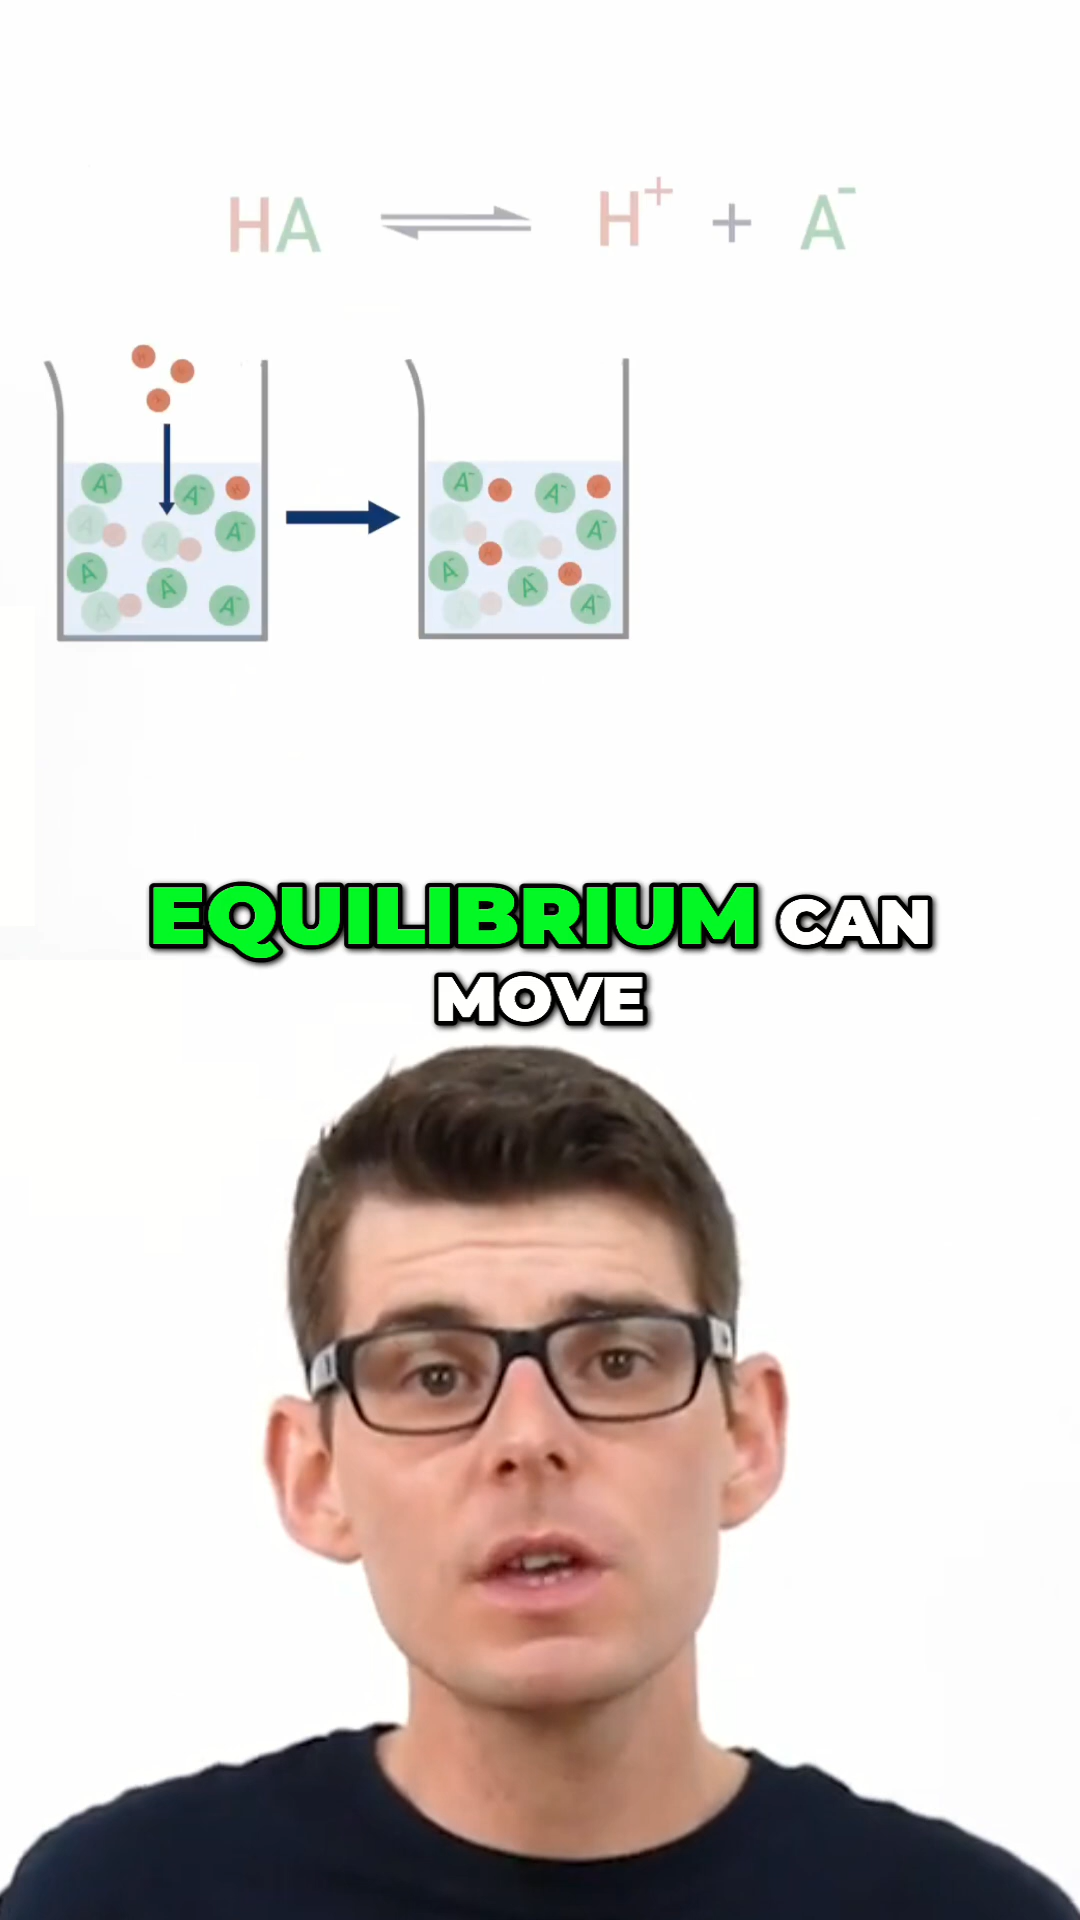 HA ⇌ H⁺ + A⁻
A⁻ A⁻
A A A⁻
A⁻ A⁻
A A⁻
A
A⁻ A⁻
A A A⁻
A⁻ A⁻
A A⁻
A
EQUILIBRIUM CAN
MOVE